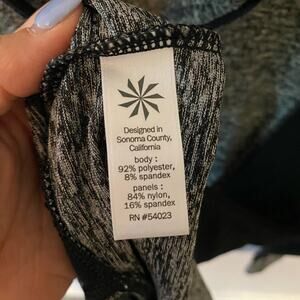 Designed in
Sonoma County,
California
body :
92% polyester,
8% spandex
panels :
84% nylon,
16% spandex
RN #54023